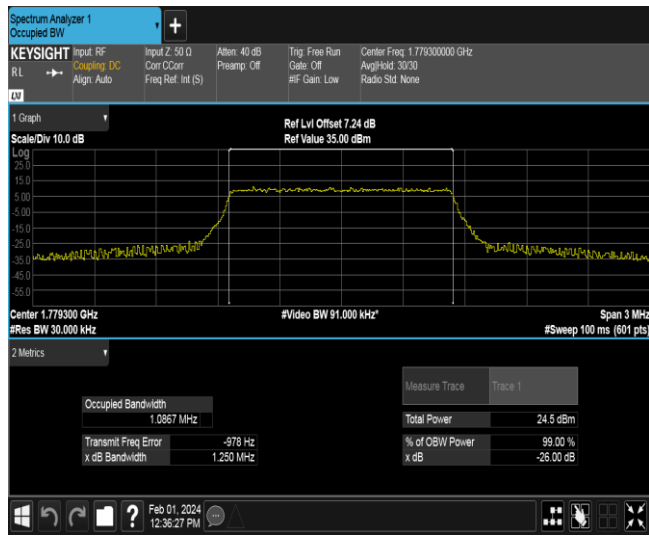 Spectrum Analyzer 1
Occupied BW
+
KEYSIGHT
RL
LXI
Input: RF
Coupling: DC
Align: Auto
Input Z: 50 Ω
Corr CCorr
Freq Ref: Int (S)
Atten: 40 dB
Preamp: Off
Trig: Free Run
Gate: Off
#IF Gain: Low
Center Freq: 1.779300000 GHz
Avg|Hold: 30/30
Radio Std: None
1 Graph
Scale/Div 10.0 dB
Ref Lvl Offset 7.24 dB
Ref Value 35.00 dBm
Log
25.0
15.0
5.00
-5.00
-15.0
-25.0
-35.0
-45.0
-55.0
Center 1.779300 GHz
#Res BW 30.000 kHz
#Video BW 91.000 kHz*
Span 3 MHz
#Sweep 100 ms (601 pts)
2 Metrics
Measure Trace Trace 1
Occupied Bandwidth
1.0867 MHz
Total Power 24.5 dBm
Transmit Freq Error -978 Hz
% of OBW Power 99.00 %
x dB Bandwidth 1.250 MHz
x dB -26.00 dB
?
Feb 01, 2024
12:36:27 PM